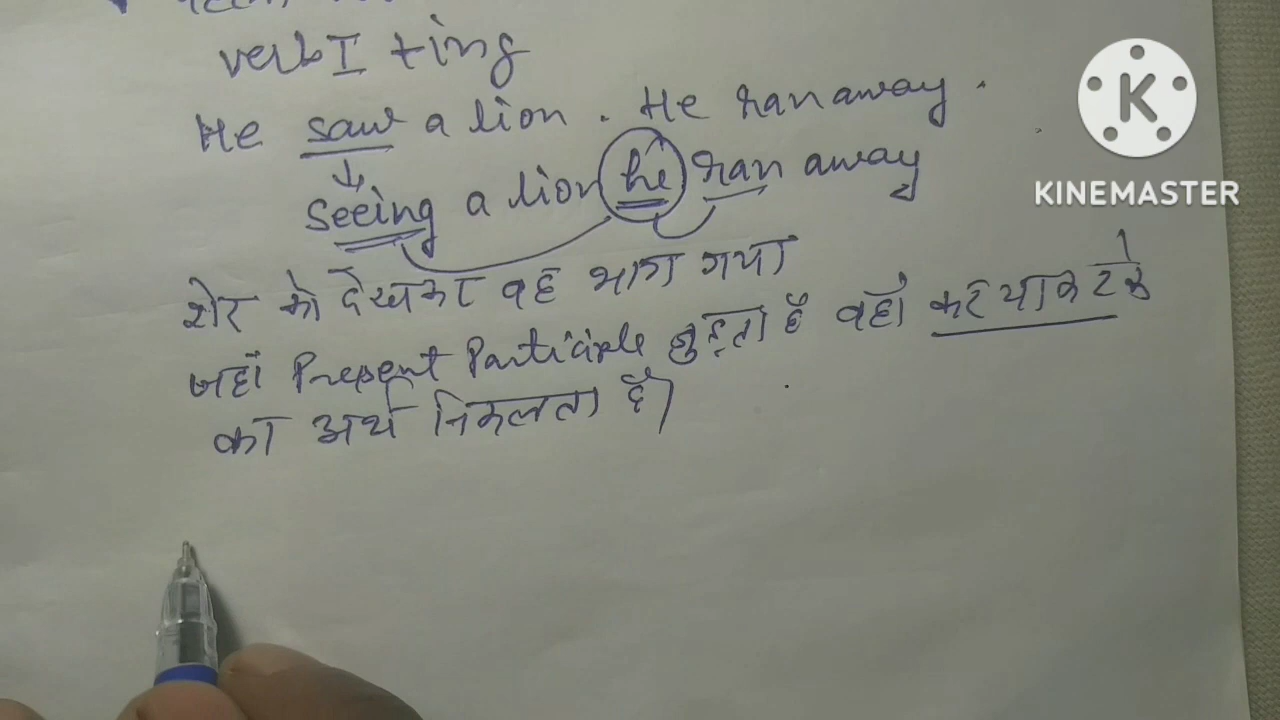 verb I + ing
He saw a lion. He ran away.
Seeing a lion he ran away
शेर को देखकर वह भाग गया
जहाँ Present Participle जुड़ता है वहाँ कर या करके
का अर्थ निकलता है।
K
KINEMASTER